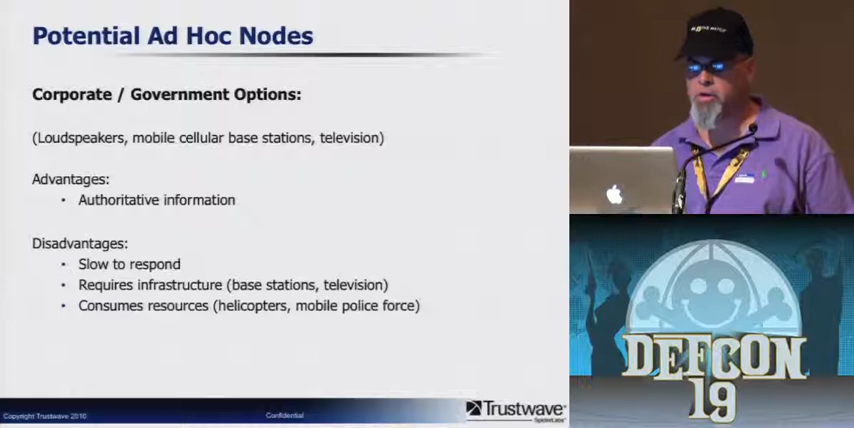 Potential Ad Hoc Nodes
Corporate / Government Options:
(Loudspeakers, mobile cellular base stations, television)
Advantages:
• Authoritative information
Disadvantages:
• Slow to respond
• Requires infrastructure (base stations, television)
• Consumes resources (helicopters, mobile police force)
Copyright Trustwave 2010
Confidential
Trustwave®
SpiderLabs®
DEFCON
19